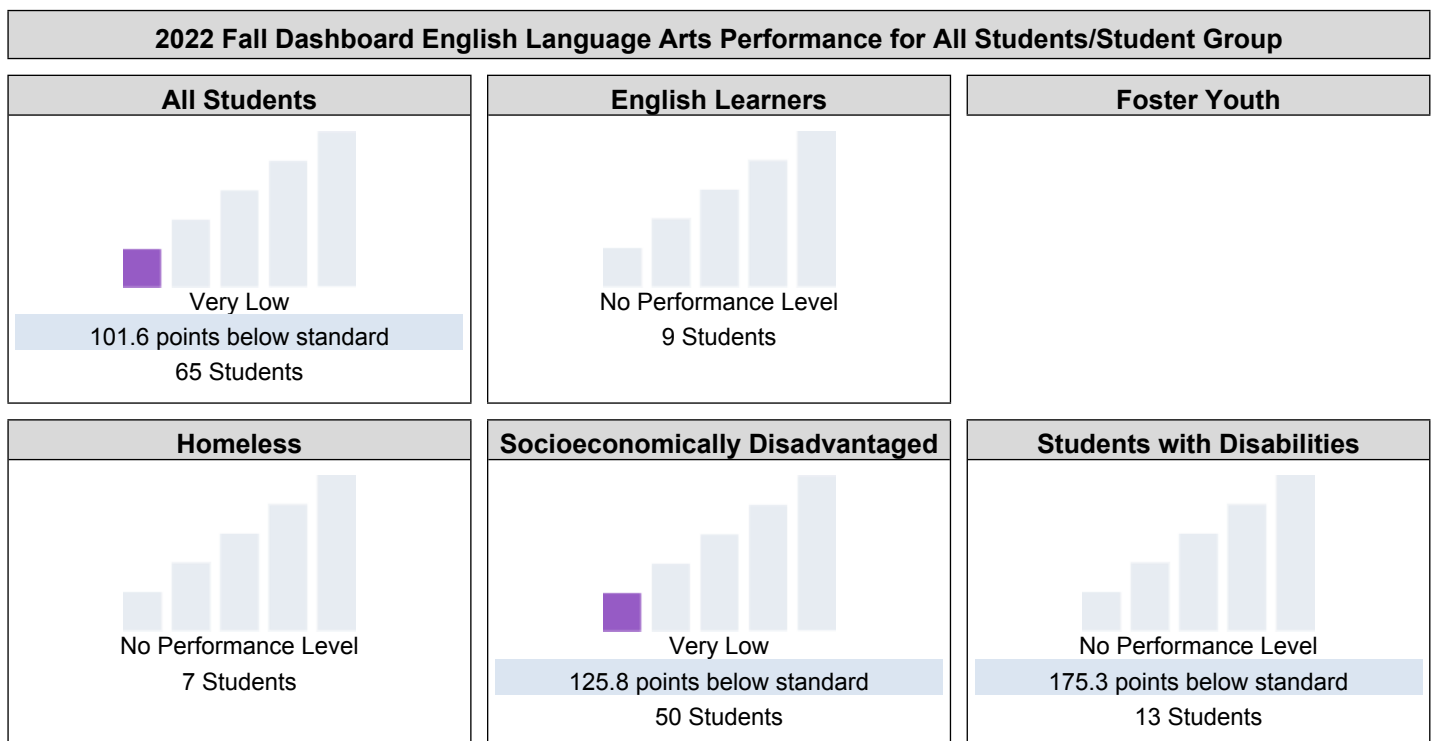 2022 Fall Dashboard English Language Arts Performance for All Students/Student Group
All Students
Very Low
101.6 points below standard
65 Students
English Learners
No Performance Level
9 Students
Foster Youth
Homeless
No Performance Level
7 Students
Socioeconomically Disadvantaged
Very Low
125.8 points below standard
50 Students
Students with Disabilities
No Performance Level
175.3 points below standard
13 Students